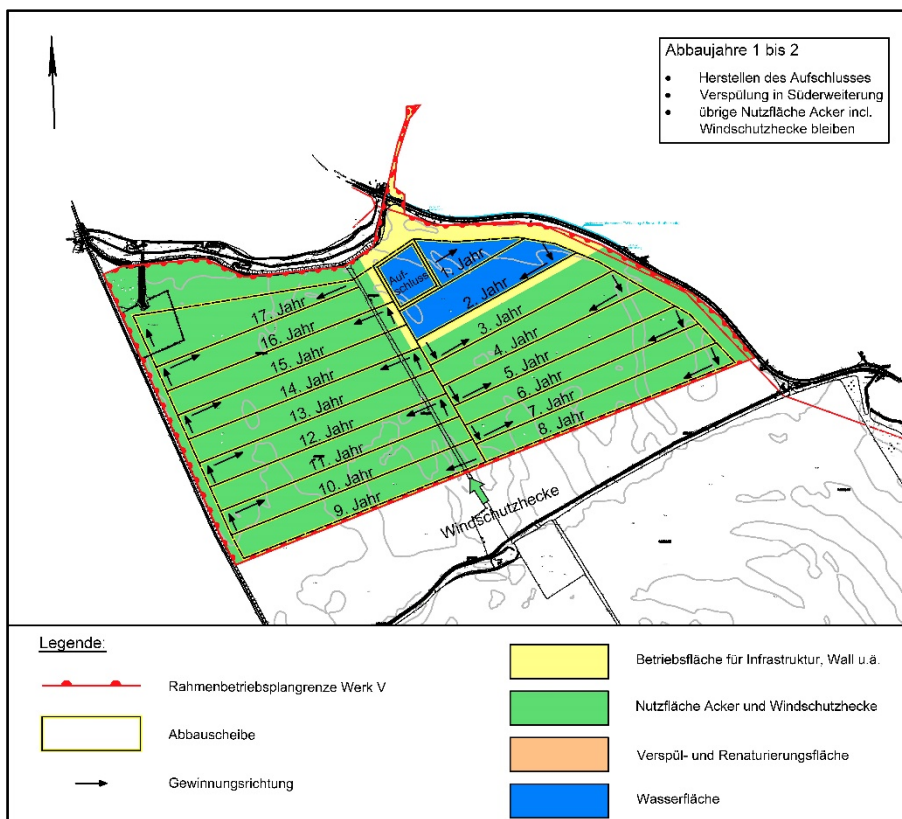 Abbaujahre 1 bis 2
• Herstellen des Aufschlusses
• Verspülung in Süderweiterung
• übrige Nutzfläche Acker incl.
Windschutzhecke bleiben
Auf-
schluss
1. Jahr
2. Jahr
3. Jahr
4. Jahr
5. Jahr
6. Jahr
7. Jahr
8. Jahr
17. Jahr
16. Jahr
15. Jahr
14. Jahr
13. Jahr
12. Jahr
11. Jahr
10. Jahr
9. Jahr
Windschutzhecke
Legende:
Rahmenbetriebsplangrenze Werk V
Abbauscheibe
Gewinnungsrichtung
Betriebsfläche für Infrastruktur, Wall u.ä.
Nutzfläche Acker und Windschutzhecke
Verspül- und Renaturierungsfläche
Wasserfläche